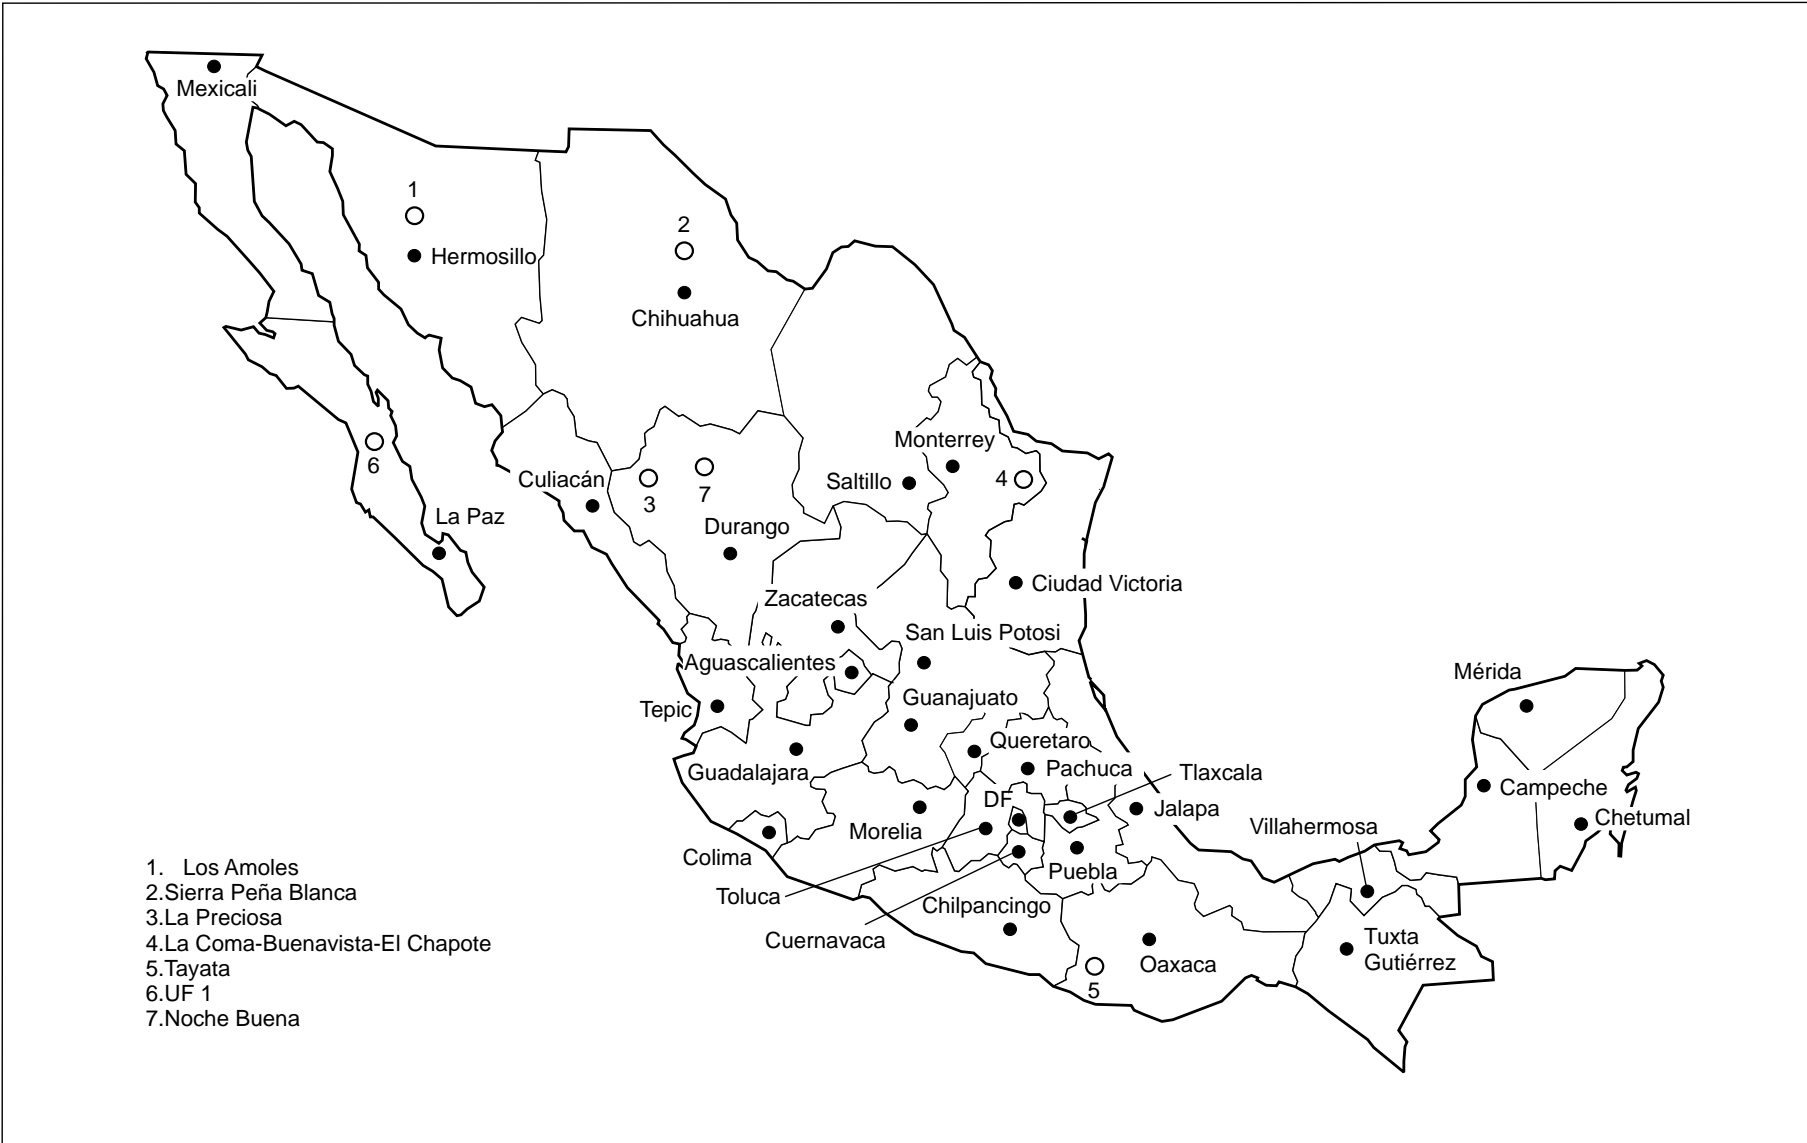 Mexicali
1
2
Hermosillo
Chihuahua
Monterrey
6
Culiacán
3
7
Saltillo
4
La Paz
Durango
Ciudad Victoria
Zacatecas
San Luis Potosi
Aguascalientes
Mérida
Guanajuato
Tepic
Queretaro
Guadalajara
Pachuca
Tlaxcala
Campeche
DF
Jalapa
Chetumal
Morelia
Villahermosa
Colima
Puebla
Toluca
Chilpancingo
Cuernavaca
Tuxta
Gutiérrez
Oaxaca
5
1. Los Amoles
2.Sierra Peña Blanca
3.La Preciosa
4.La Coma-Buenavista-El Chapote
5.Tayata
6.UF 1
7.Noche Buena